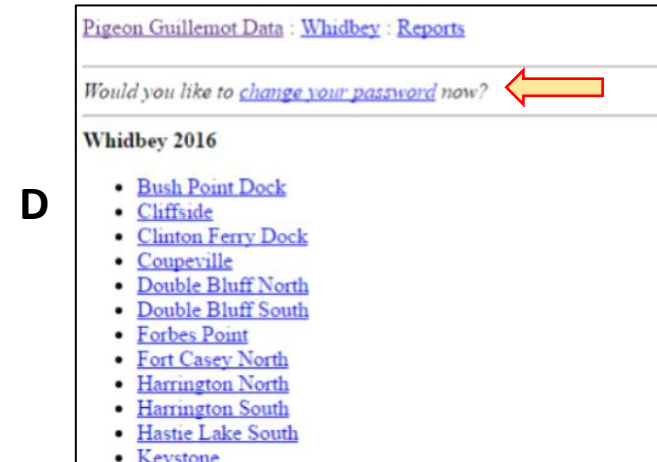 Pigeon Guillemot Data : Whidbey : Reports
Would you like to change your password now?
Whidbey 2016
D
• Bush Point Dock
• Cliffside
• Clinton Ferry Dock
• Coupeville
• Double Bluff North
• Double Bluff South
• Forbes Point
• Fort Casey North
• Harrington North
• Harrington South
• Hastie Lake South
• Keystone